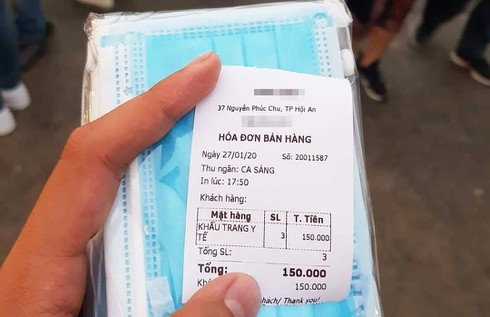 37 Nguyễn Phúc Chu, TP Hội An
HÓA ĐƠN BÁN HÀNG
Ngày 27/01/20 Số: 20011587
Thu ngân: CA SÁNG
In lúc: 17:50
Khách hàng:
Mặt hàng SL T. Tiền
KHẨU TRANG Y TẾ 3 150.000
Tổng SL: 3
Tổng: 150.000
150.000
Thank you!